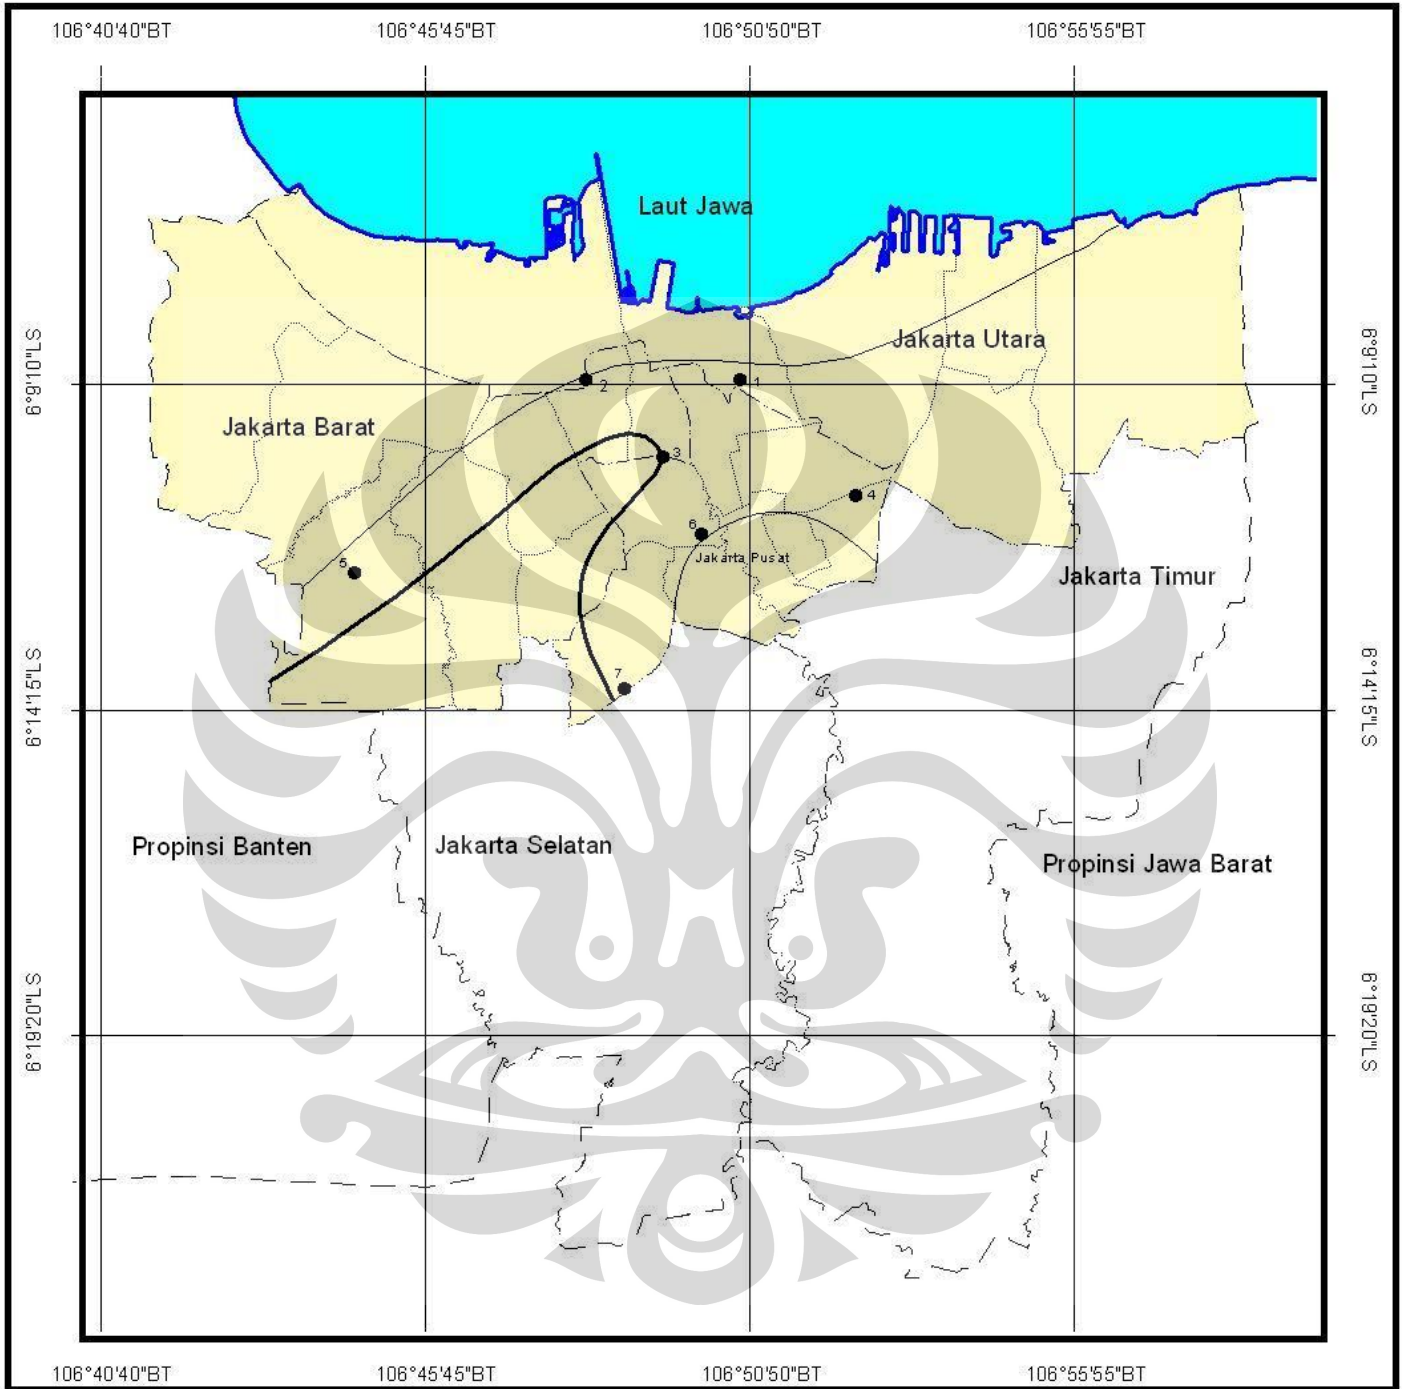 106°40'40"BT
106°45'45"BT
106°50'50"BT
106°55'55"BT
Laut Jawa
Jakarta Utara
6°9'10"LS
6°9'10"LS
2
1
Jakarta Barat
3
4
6
Jakarta Pusat
5
Jakarta Timur
7
6°14'15"LS
6°14'15"LS
Propinsi Banten
Jakarta Selatan
Propinsi Jawa Barat
6°19'20"LS
6°19'20"LS
106°40'40"BT
106°45'45"BT
106°50'50"BT
106°55'55"BT